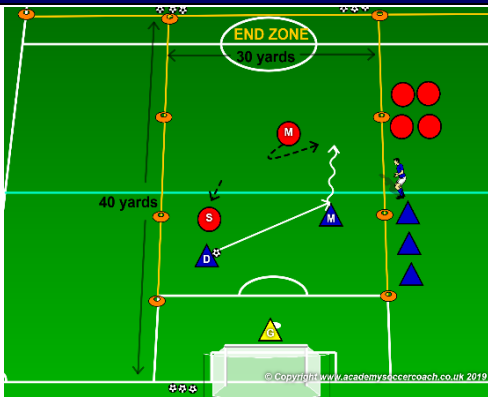 END ZONE
30 yards
M
40 yards
S
M
D
G
© Copyright www.academysoccercoach.co.uk 2019